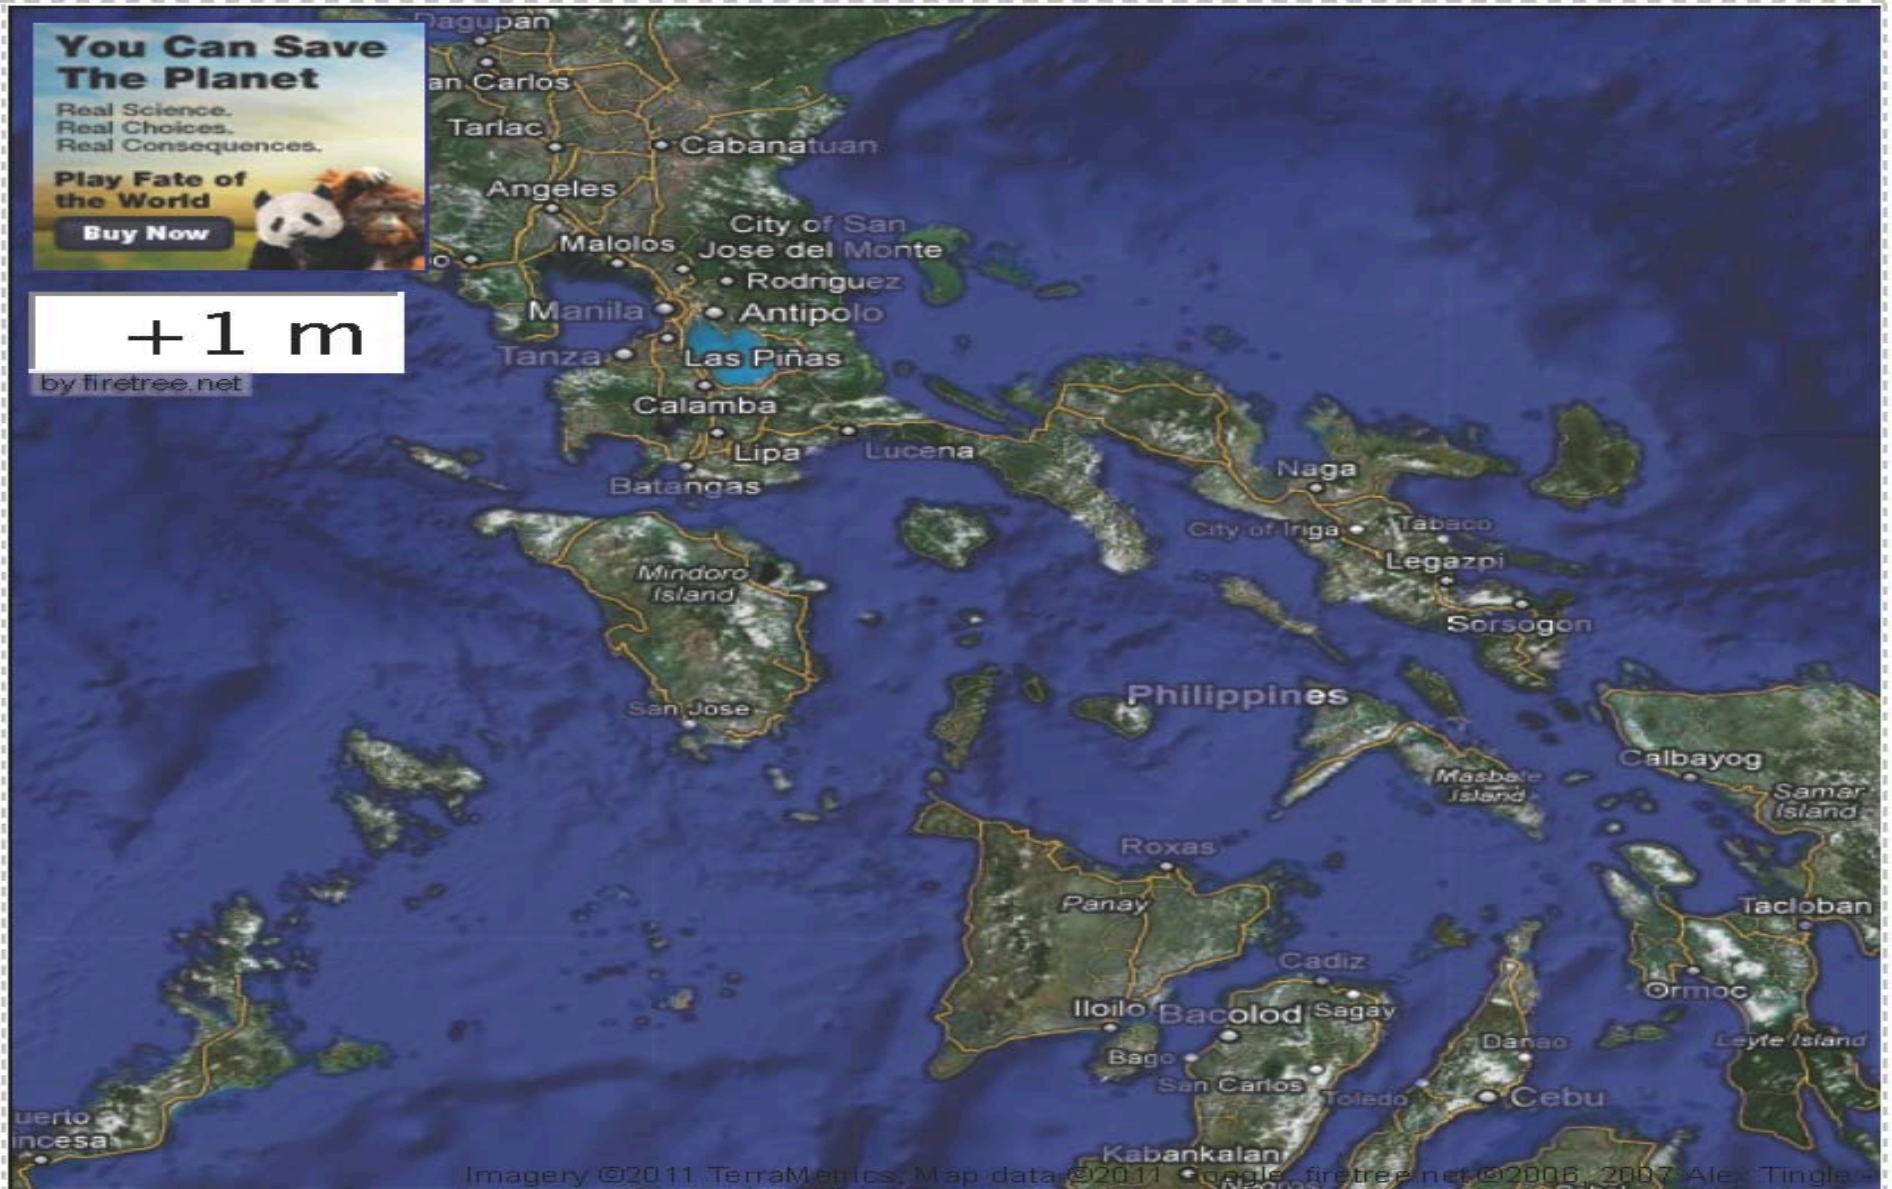 You Can Save
The Planet
Real Science.
Real Choices.
Real Consequences.
Play Fate of
the World
Buy Now
+1 m
by firetree.net
Dagupan
an Carlos
Tarlac
Cabanatuan
Angeles
City of San
Jose del Monte
Malolos
Rodriguez
Manila
Antipolo
Tanza
Las Piñas
Calamba
Lipa
Lucena
Batangas
Naga
City of Iriga
Tabaco
Legazpi
Mindoro
Island
Sorsogon
San Jose
Philippines
Calbayog
Masbate
Island
Samar
Island
Roxas
Panay
Tacloban
Cadiz
Ormoc
Iloilo
Bacolod
Sagay
Danao
Leyte Island
Bago
San Carlos
Toledo
Cebu
uerto
incesa
Kabankalan
Imagery ©2011 TerraMetrics, Map data ©2011 Google, firetree.net ©2006, 2007 Alex Tingle